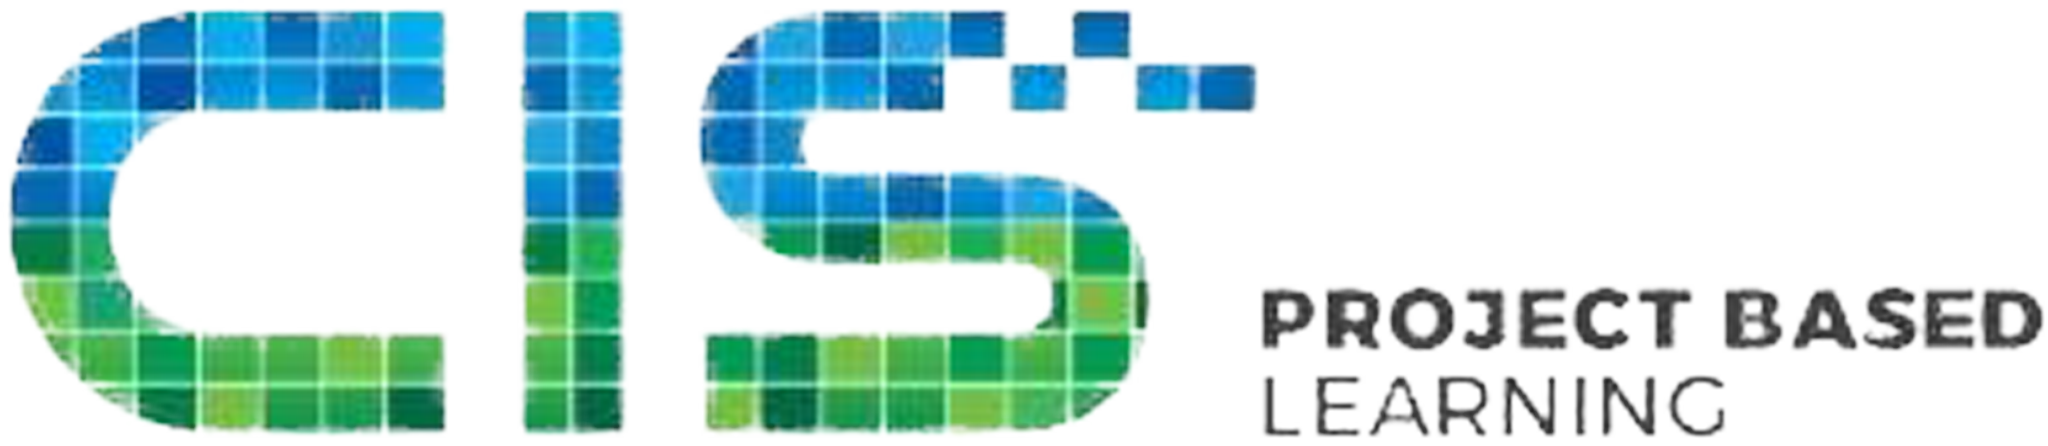 CIS
PROJECT BASED
LEARNING